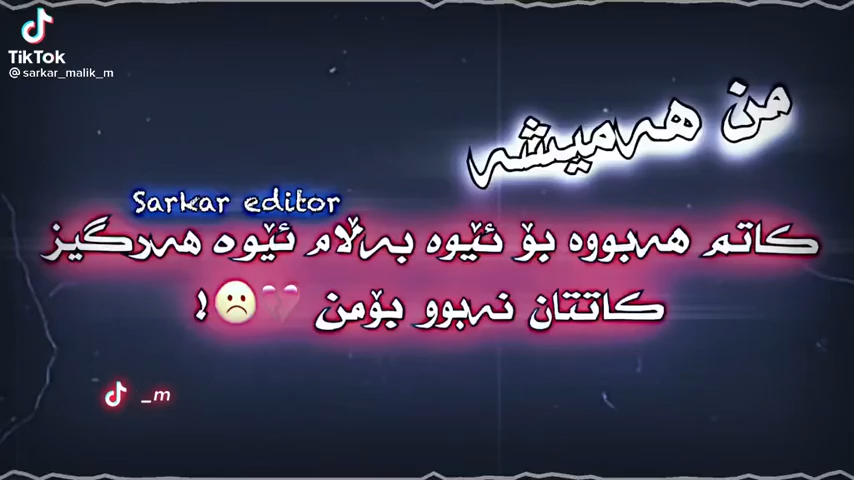 TikTok
@sarkar_malik_m
من هەمیشە
Sarkar editor
کاتم هەبووە بۆ ئێوە بەڵام ئێوە هەرگیز
کاتتان نەبوو بۆمن 💔☹️!
_m